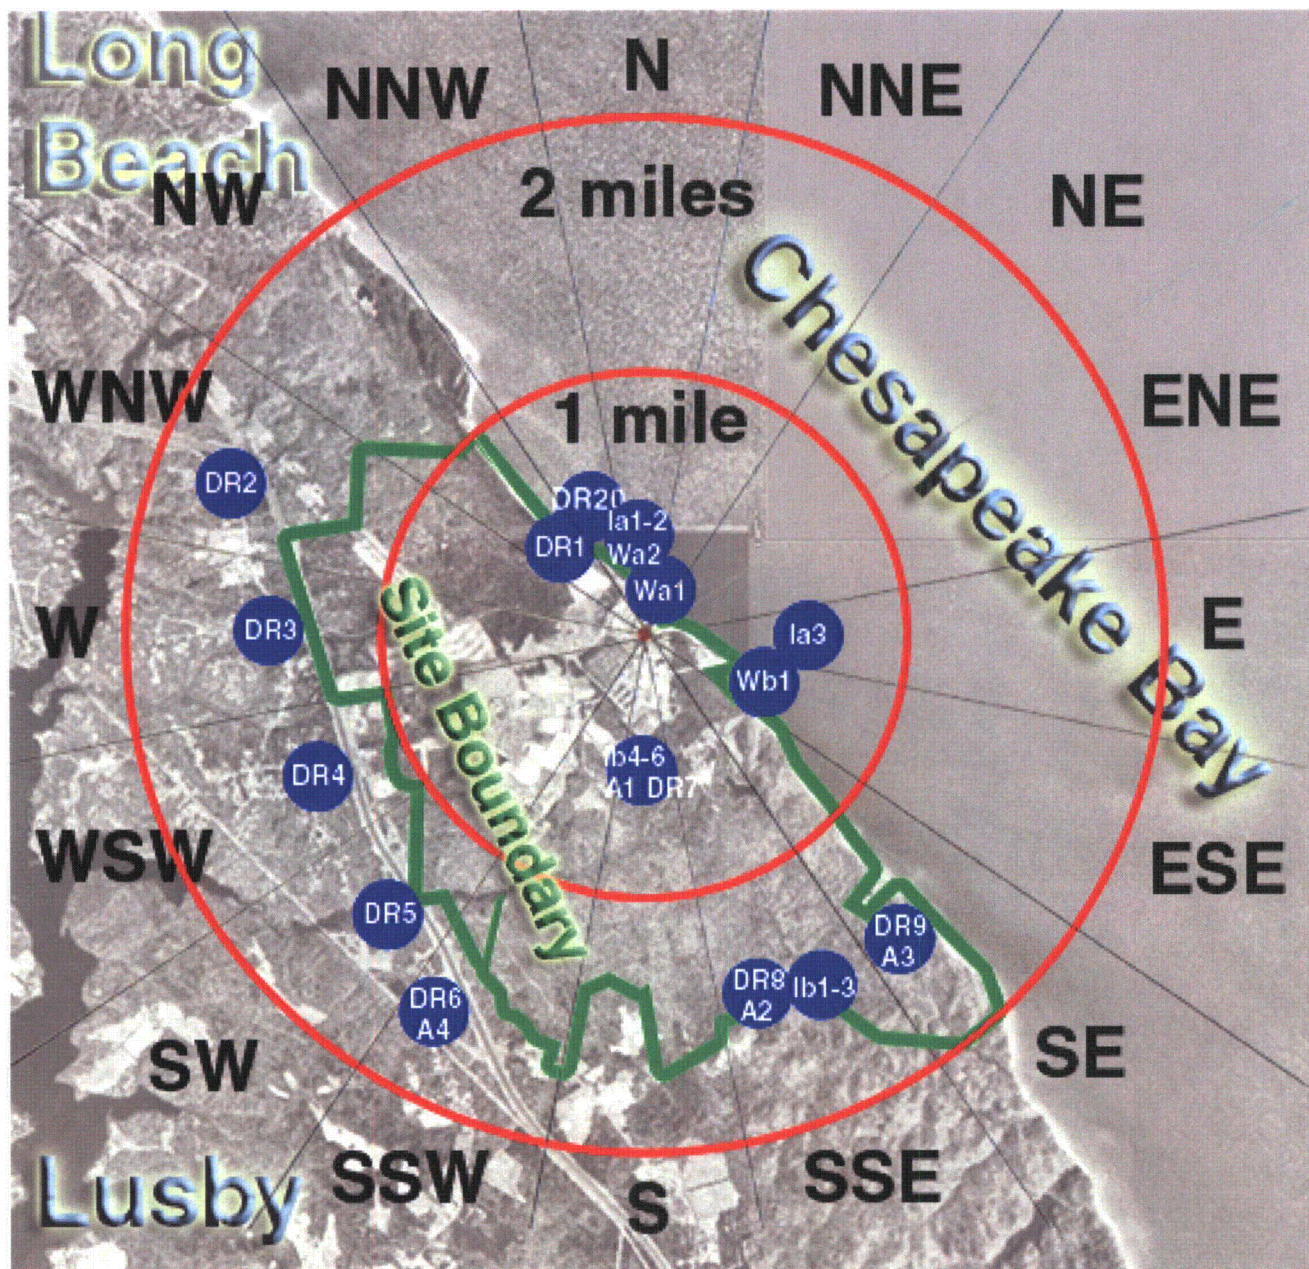 Long
Beach
N
NNW
NNE
NW
NE
2 miles
Chesapeake Bay
WNW
ENE
1 mile
DR2
DR20
Ia1-2
DR1
Wa2
Wa1
Site Boundary
W
DR3
Ia3
E
Wb1
DR4
Ib4-6
A1 DR7
WSW
ESE
DR5
DR9
A3
DR8
A2
Ib1-3
DR6
A4
SW
SE
SSW
S
SSE
Lusby